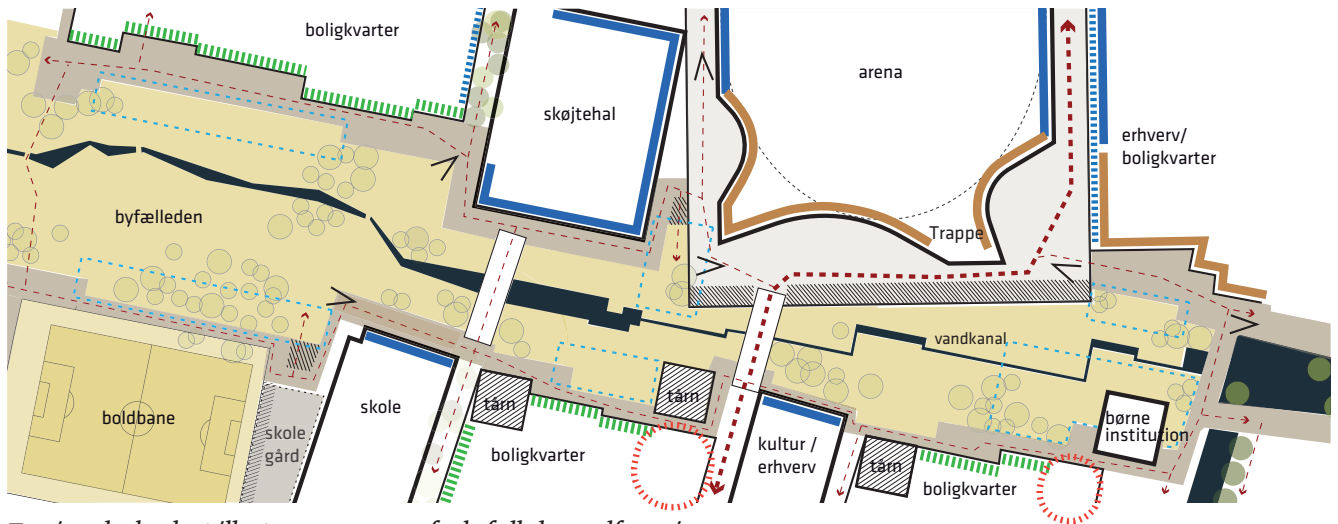 boligkvarter
arena
skøjtehal
erhverv/
boligkvarter
byfælleden
Trappe
vandkanal
boldbane
skole
gård
skole
tårn
boligkvarter
tårn
kultur /
erhverv
tårn
boligkvarter
børne
institution